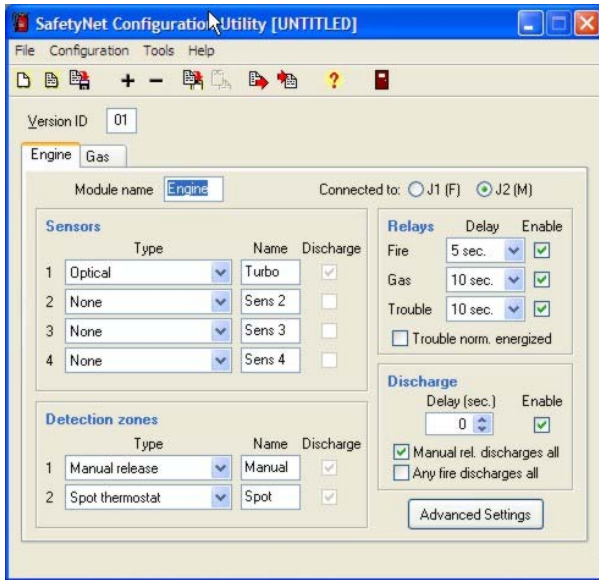 SafetyNet Configuration Utility [UNTITLED]
File Configuration Tools Help
Version ID 01
Engine Gas
Module name Engine Connected to: J1 (F) J2 (M)
Sensors
Type Name Discharge
1 Optical Turbo
2 None Sens 2
3 None Sens 3
4 None Sens 4
Relays Delay Enable
Fire 5 sec.
Gas 10 sec.
Trouble 10 sec.
Trouble norm. energized
Detection zones
Type Name Discharge
1 Manual release Manual
2 Spot thermostat Spot
Discharge
Delay (sec.) Enable
0
Manual rel. discharges all
Any fire discharges all
Advanced Settings